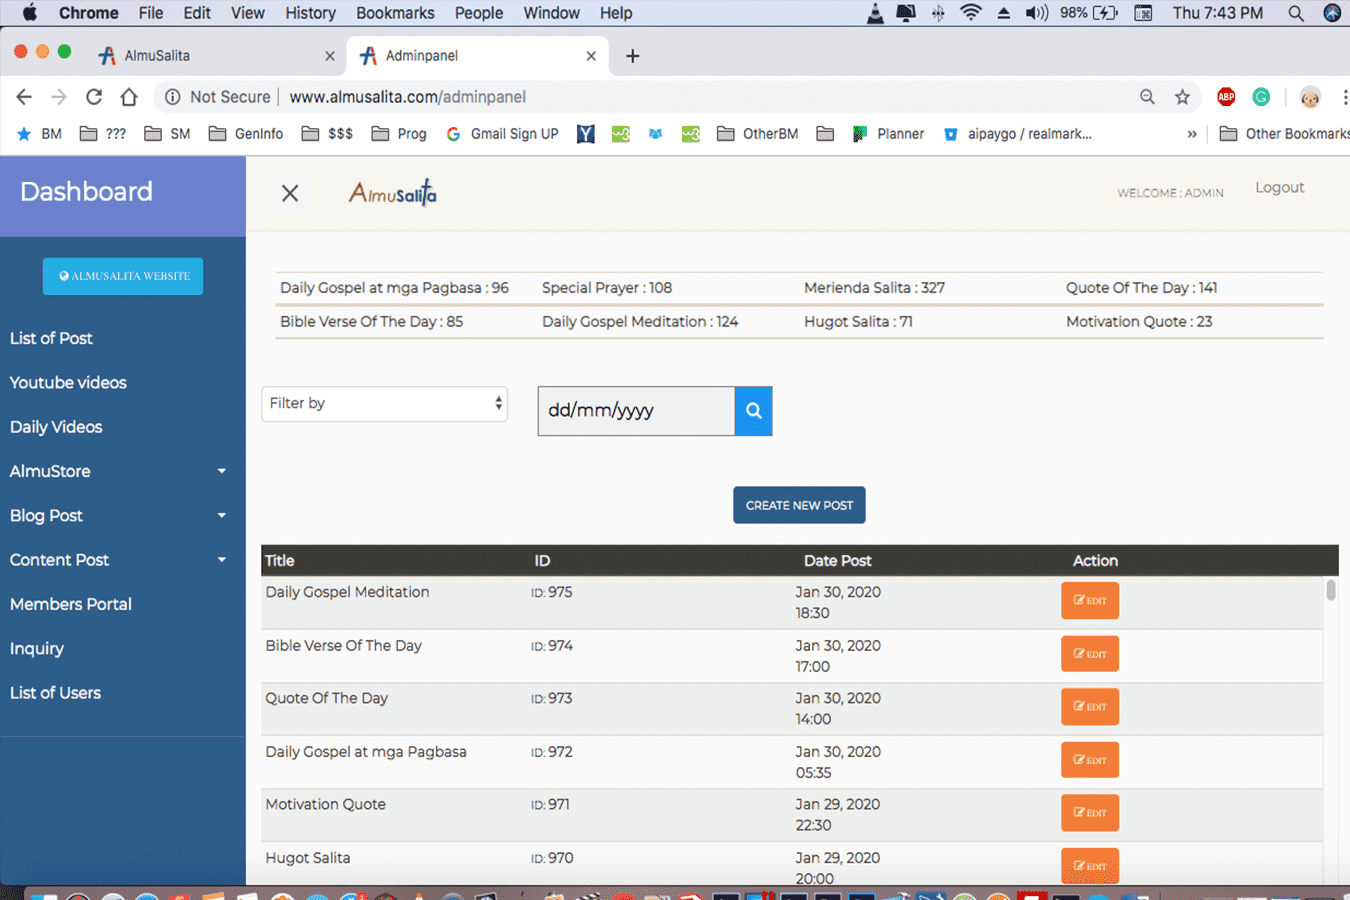 Chrome File Edit View History Bookmarks People Window Help 98% Thu 7:43 PM
AlmuSalita Adminpanel
Not Secure www.almusalita.com/adminpanel ABP
BM ??? SM GenInfo $$$ Prog Gmail Sign UP OtherBM Planner aipaygo / realmark... » Other Bookmarks
Dashboard
AlmuSalita
WELCOME : ADMIN Logout
ALMUSALITA WEBSITE
List of Post
Youtube videos
Daily Videos
AlmuStore
Blog Post
Content Post
Members Portal
Inquiry
List of Users
Daily Gospel at mga Pagbasa : 96 Special Prayer : 108 Merienda Salita : 327 Quote Of The Day : 141
Bible Verse Of The Day : 85 Daily Gospel Meditation : 124 Hugot Salita : 71 Motivation Quote : 23
Filter by dd/mm/yyyy
CREATE NEW POST
Title ID Date Post Action
Daily Gospel Meditation ID: 975 Jan 30, 2020 EDIT
18:30
Bible Verse Of The Day ID: 974 Jan 30, 2020 EDIT
17:00
Quote Of The Day ID: 973 Jan 30, 2020 EDIT
14:00
Daily Gospel at mga Pagbasa ID: 972 Jan 30, 2020 EDIT
05:35
Motivation Quote ID: 971 Jan 29, 2020 EDIT
22:30
Hugot Salita ID: 970 Jan 29, 2020 EDIT
20:00